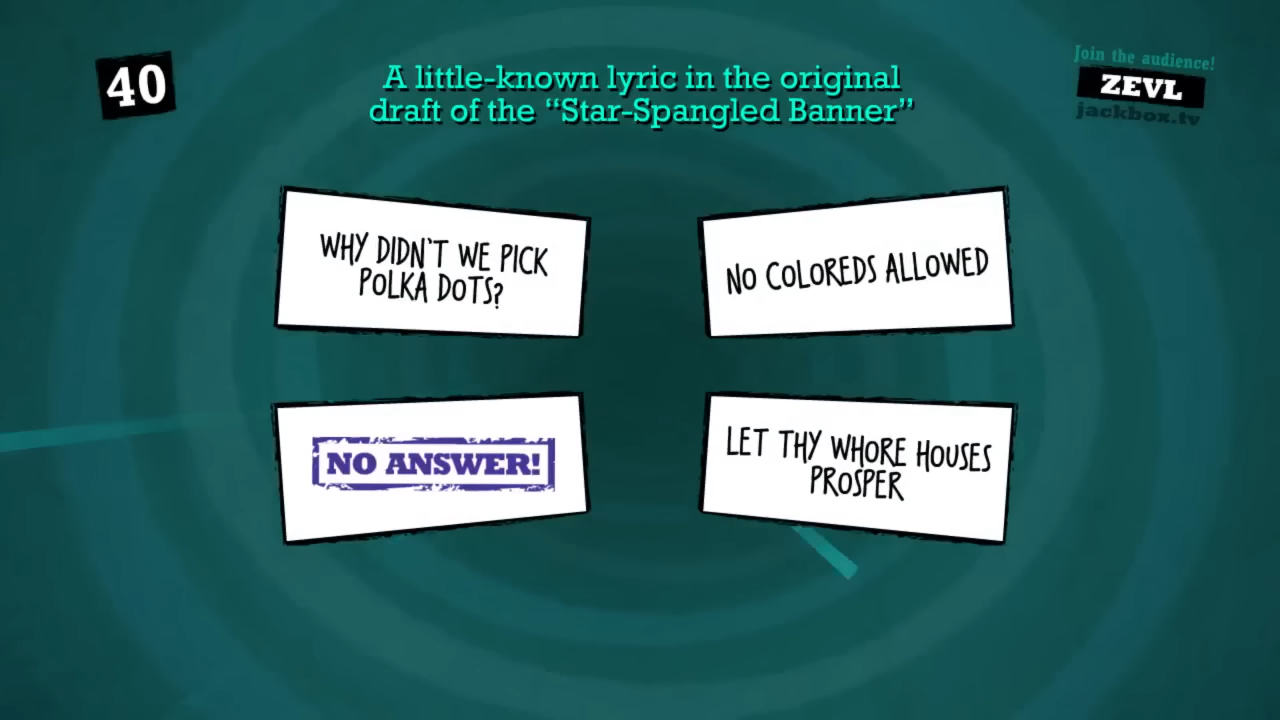 40
A little-known lyric in the original
draft of the “Star-Spangled Banner”
Join the audience!
ZEVL
jackbox.tv
WHY DIDN'T WE PICK
POLKA DOTS?
NO COLOREDS ALLOWED
NO ANSWER!
LET THY WHORE HOUSES
PROSPER